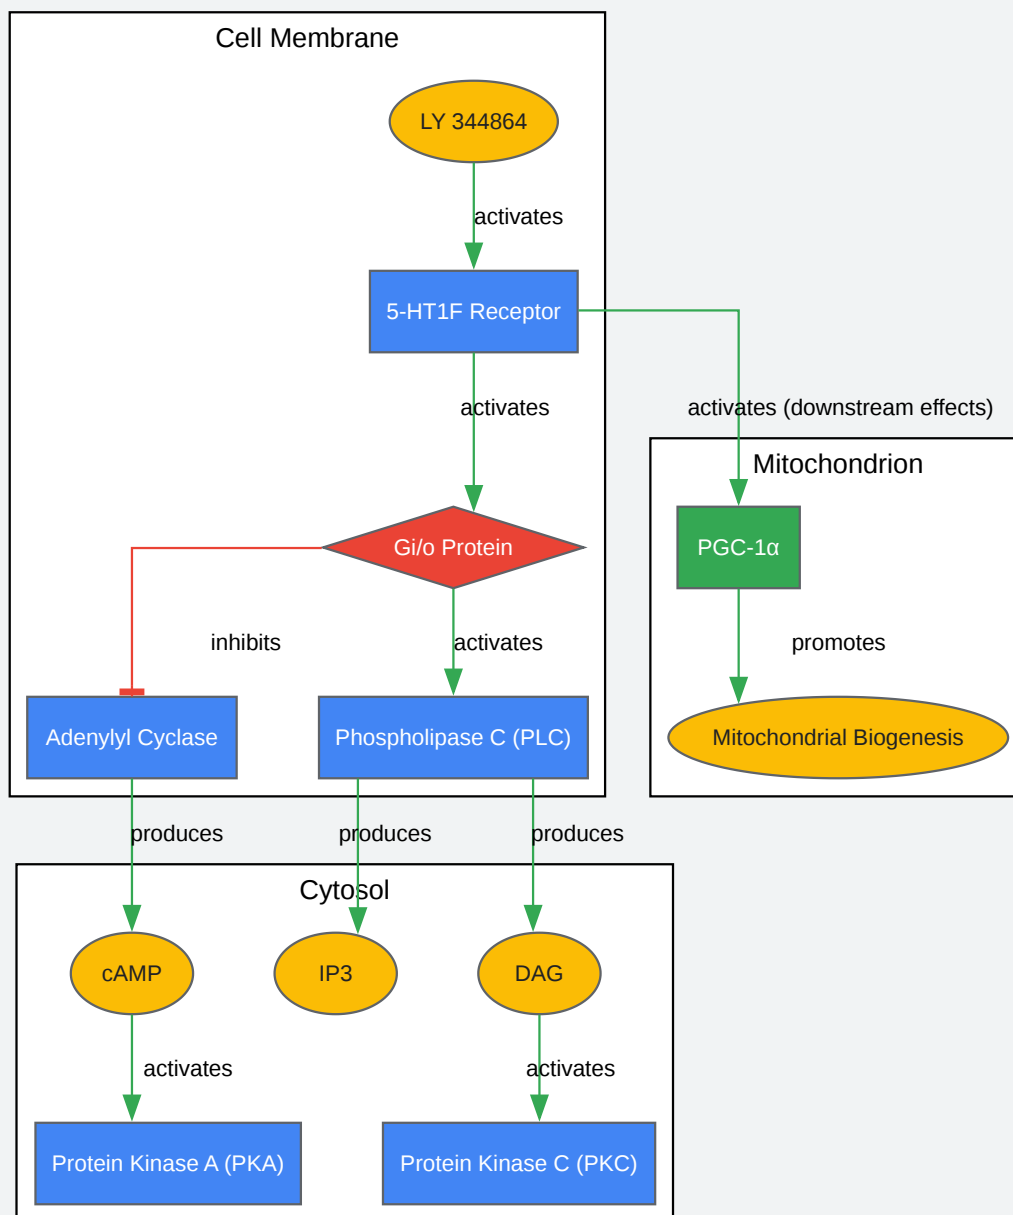 Cell Membrane
LY 344864
activates
5-HT1F Receptor
activates
activates (downstream effects)
Mitochondrion
Gi/o Protein
PGC-1α
inhibits
activates
promotes
Adenylyl Cyclase
Phospholipase C (PLC)
Mitochondrial Biogenesis
produces
produces
produces
Cytosol
cAMP
IP3
DAG
activates
activates
Protein Kinase A (PKA)
Protein Kinase C (PKC)